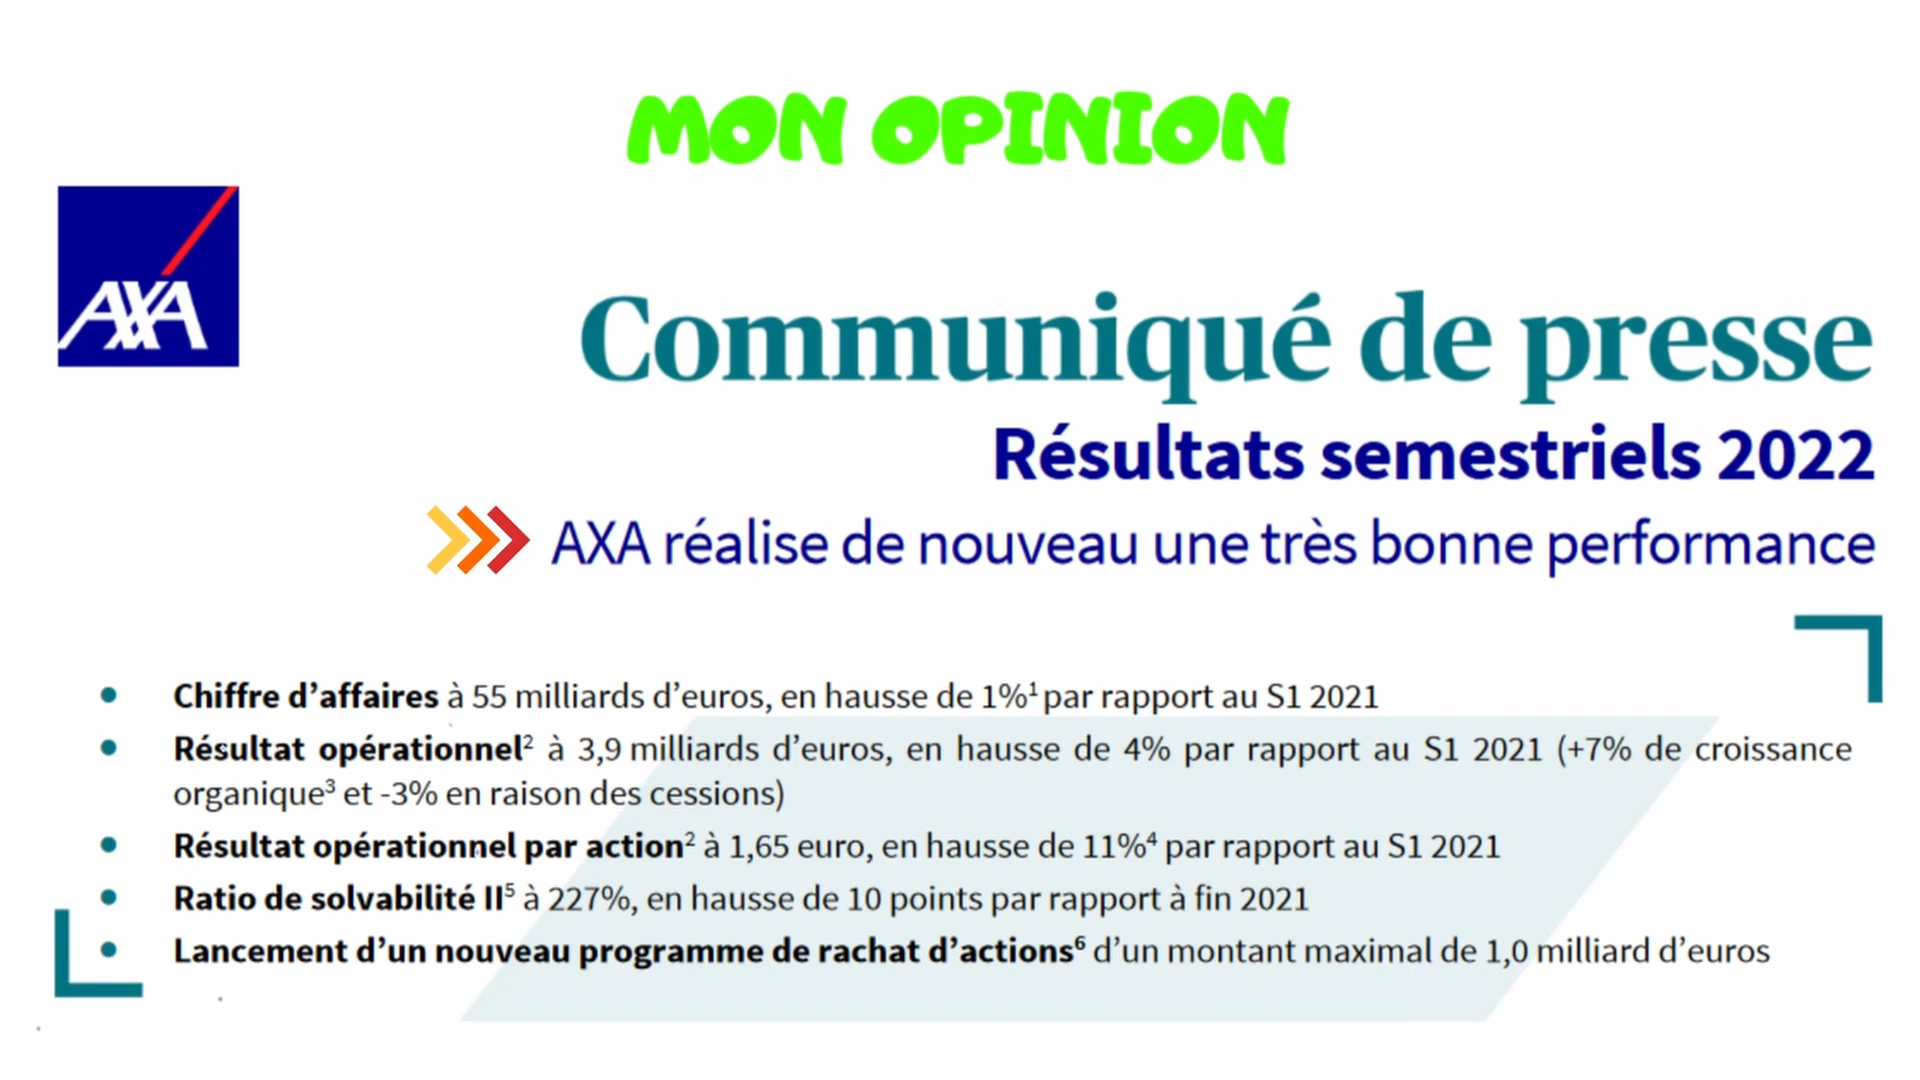 MON OPINION
AXA
Communiqué de presse
Résultats semestriels 2022
AXA réalise de nouveau une très bonne performance
• Chiffre d’affaires à 55 milliards d’euros, en hausse de 1%¹ par rapport au S1 2021
• Résultat opérationnel² à 3,9 milliards d’euros, en hausse de 4% par rapport au S1 2021 (+7% de croissance
organique³ et -3% en raison des cessions)
• Résultat opérationnel par action² à 1,65 euro, en hausse de 11%⁴ par rapport au S1 2021
• Ratio de solvabilité II⁵ à 227%, en hausse de 10 points par rapport à fin 2021
• Lancement d’un nouveau programme de rachat d’actions⁶ d’un montant maximal de 1,0 milliard d’euros